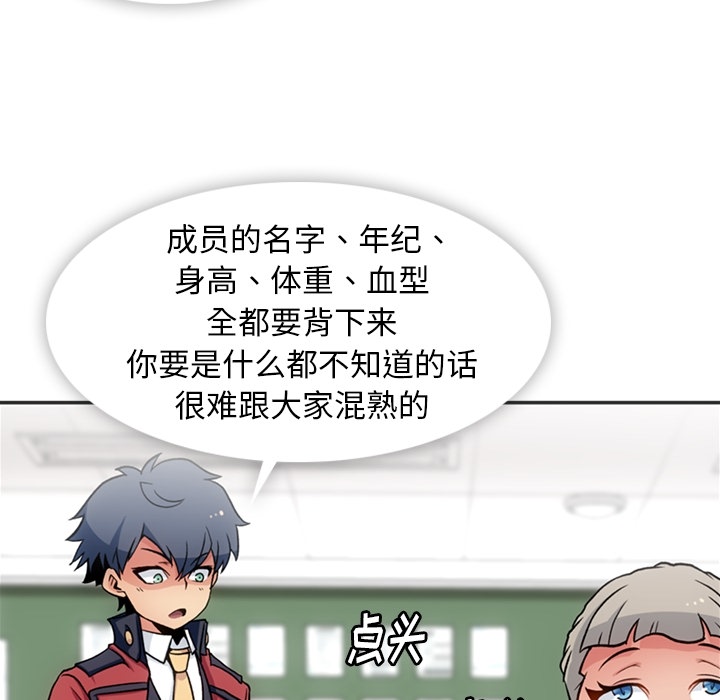 成员的名字、年纪、
身高、体重、血型
全都要背下来
你要是什么都不知道的话
很难跟大家混熟的
点头